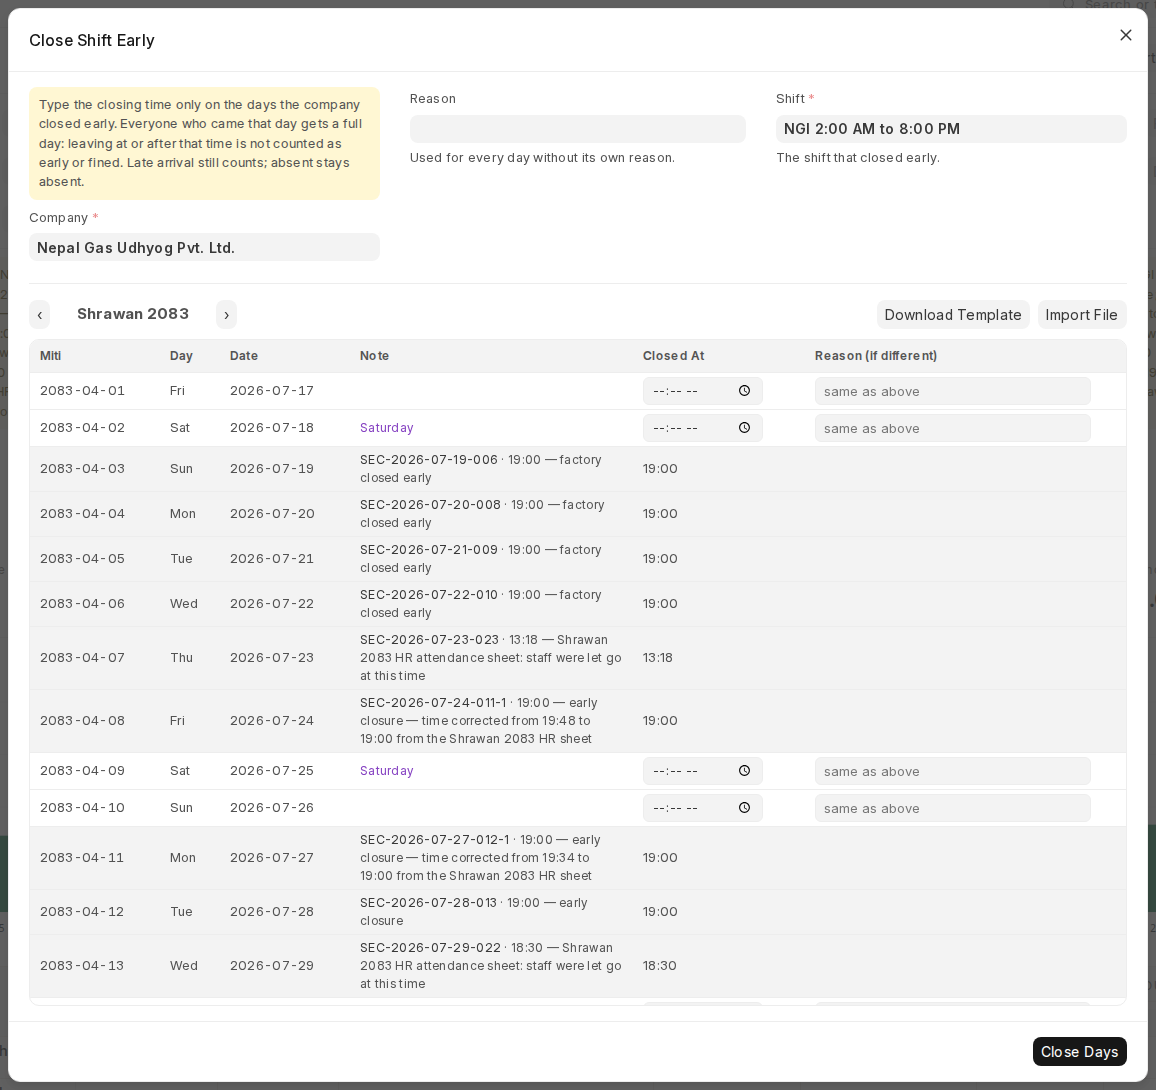 Close Shift Early
Type the closing time only on the days the company
closed early. Everyone who came that day gets a full
day: leaving at or after that time is not counted as
early or fined. Late arrival still counts; absent stays
absent.
Company *
Nepal Gas Udhyog Pvt. Ltd.
Reason
Used for every day without its own reason.
Shift *
NGI 2:00 AM to 8:00 PM
The shift that closed early.
‹ Shrawan 2083 ›
Download Template Import File
Miti Day Date Note Closed At Reason (if different)
2083-04-01 Fri 2026-07-17 --:-- -- same as above
2083-04-02 Sat 2026-07-18 Saturday --:-- -- same as above
2083-04-03 Sun 2026-07-19 SEC-2026-07-19-006 · 19:00 — factory
closed early 19:00
2083-04-04 Mon 2026-07-20 SEC-2026-07-20-008 · 19:00 — factory
closed early 19:00
2083-04-05 Tue 2026-07-21 SEC-2026-07-21-009 · 19:00 — factory
closed early 19:00
2083-04-06 Wed 2026-07-22 SEC-2026-07-22-010 · 19:00 — factory
closed early 19:00
2083-04-07 Thu 2026-07-23 SEC-2026-07-23-023 · 13:18 — Shrawan
2083 HR attendance sheet: staff were let go
at this time 13:18
2083-04-08 Fri 2026-07-24 SEC-2026-07-24-011-1 · 19:00 — early
closure — time corrected from 19:48 to
19:00 from the Shrawan 2083 HR sheet 19:00
2083-04-09 Sat 2026-07-25 Saturday --:-- -- same as above
2083-04-10 Sun 2026-07-26 --:-- -- same as above
2083-04-11 Mon 2026-07-27 SEC-2026-07-27-012-1 · 19:00 — early
closure — time corrected from 19:34 to
19:00 from the Shrawan 2083 HR sheet 19:00
2083-04-12 Tue 2026-07-28 SEC-2026-07-28-013 · 19:00 — early
closure 19:00
2083-04-13 Wed 2026-07-29 SEC-2026-07-29-022 · 18:30 — Shrawan
2083 HR attendance sheet: staff were let go
at this time 18:30
Close Days